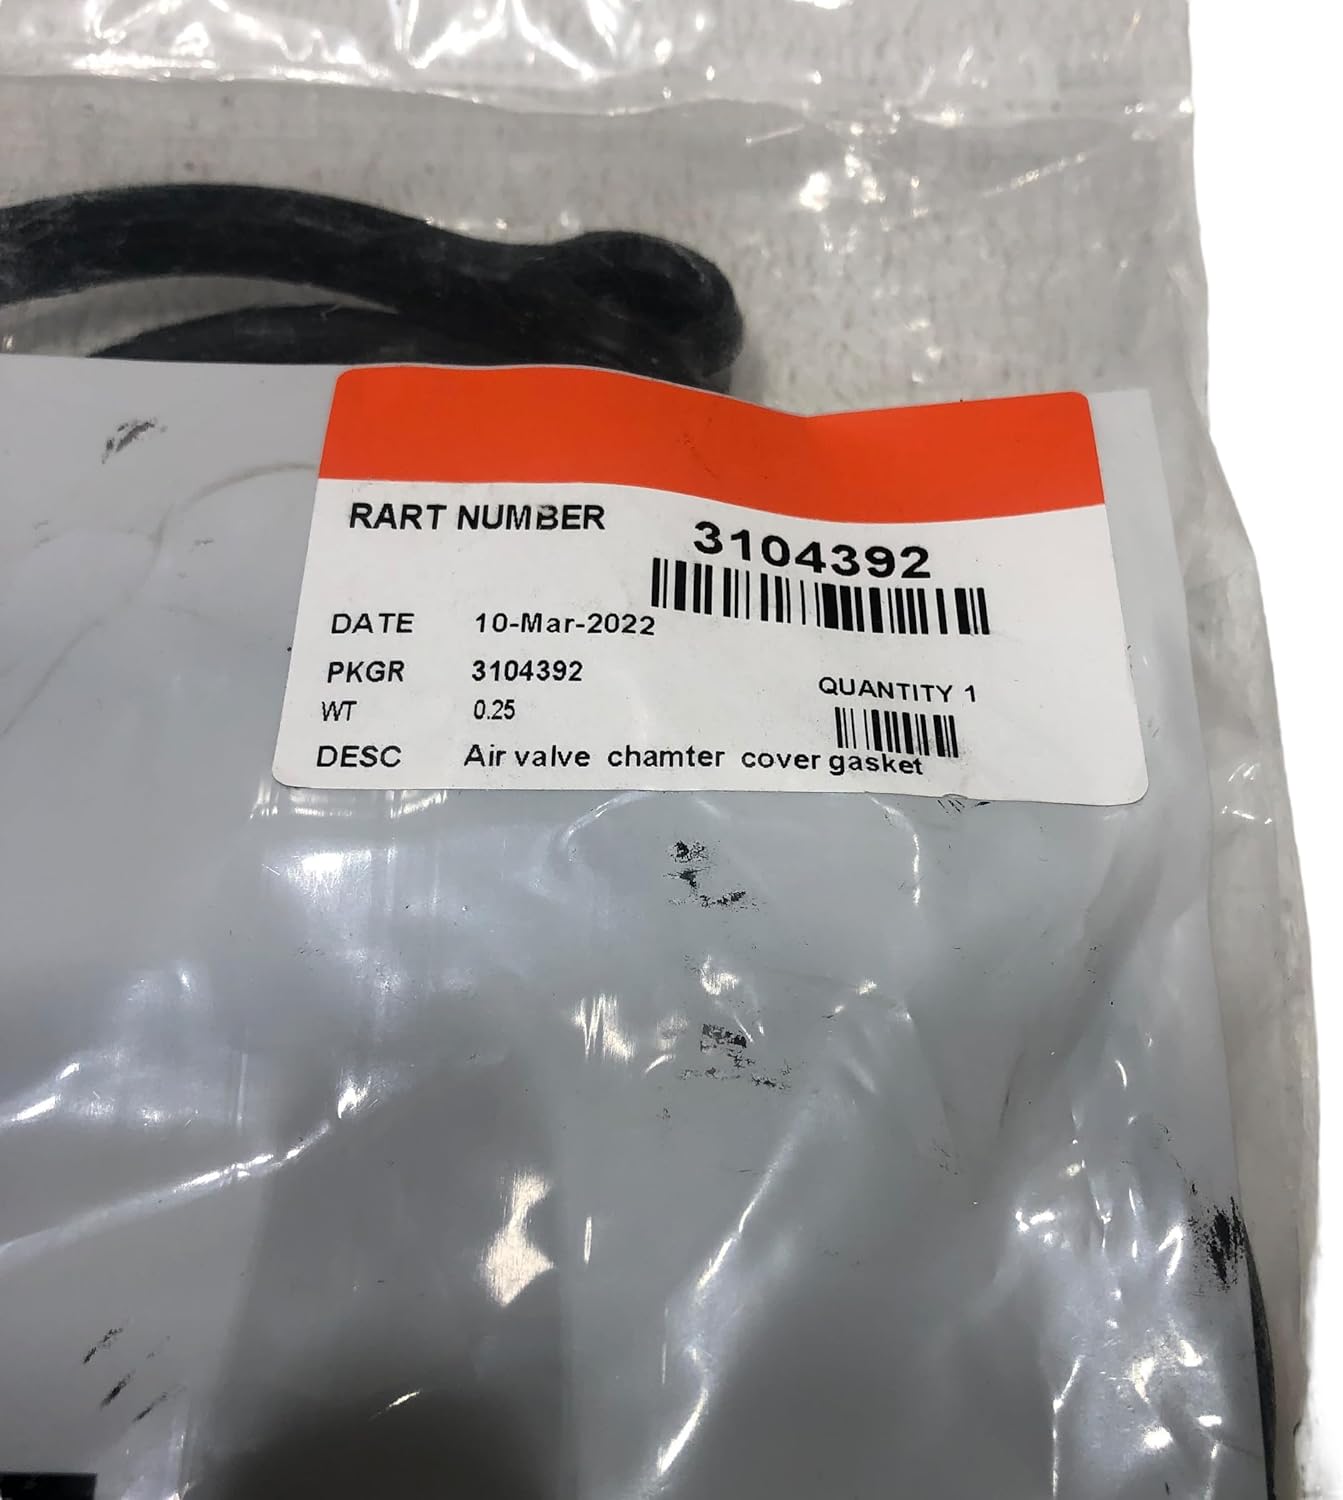 RART NUMBER 3104392
DATE 10-Mar-2022
PKGR 3104392
QUANTITY 1
WT 0.25
DESC Air valve chamter cover gasket